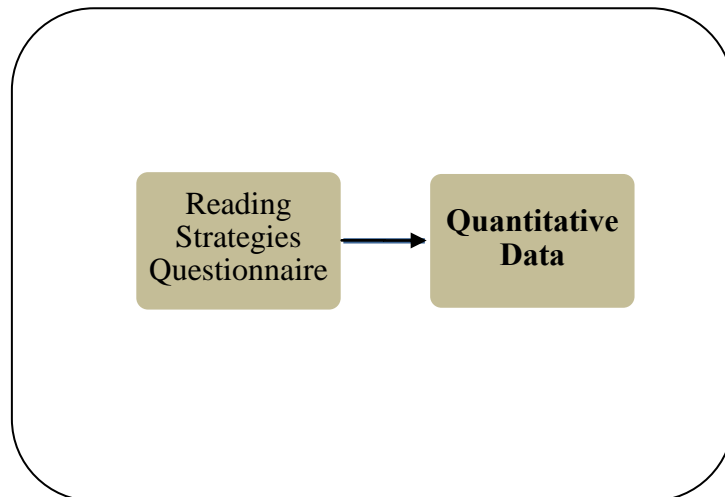 Reading
Strategies
Questionnaire
Quantitative
Data